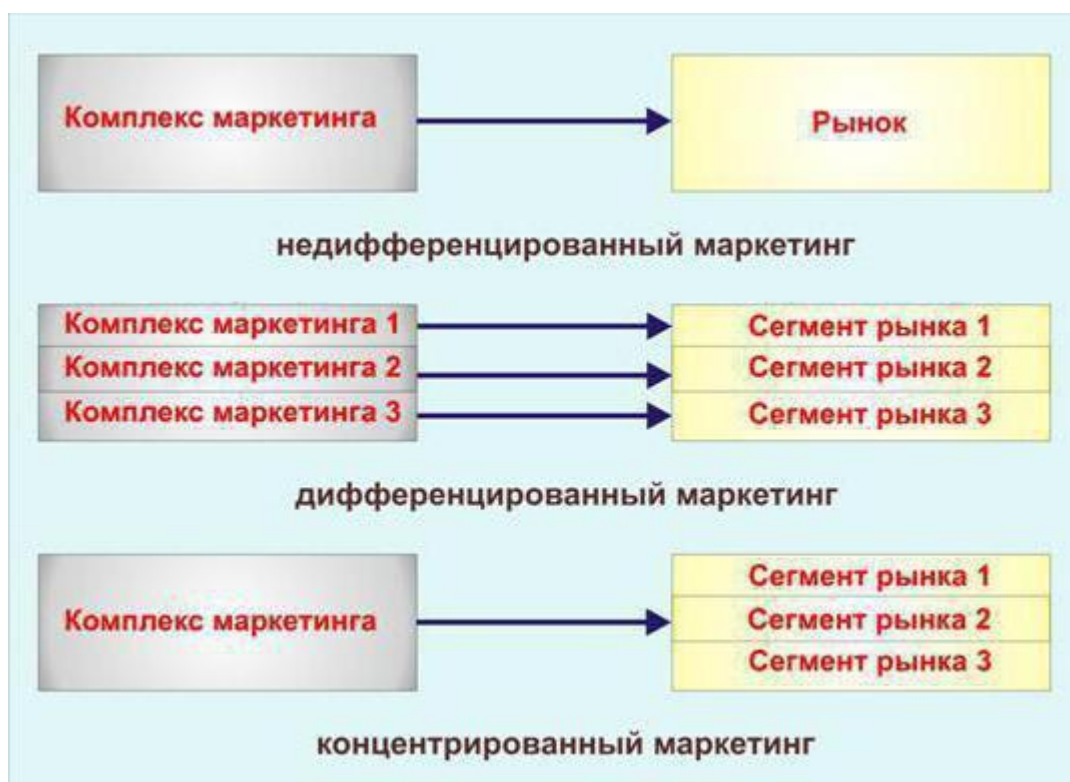 Комплекс маркетинга
Рынок
недифференцированный маркетинг
Комплекс маркетинга 1
Сегмент рынка 1
Комплекс маркетинга 2
Сегмент рынка 2
Комплекс маркетинга 3
Сегмент рынка 3
дифференцированный маркетинг
Сегмент рынка 1
Комплекс маркетинга
Сегмент рынка 2
Сегмент рынка 3
концентрированный маркетинг